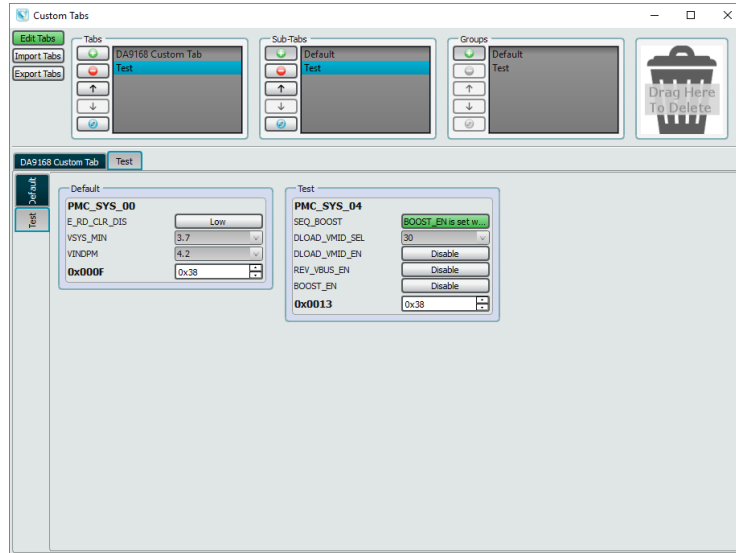 Custom Tabs
Edit Tabs
Import Tabs
Export Tabs
Tabs
DA9168 Custom Tab
Test
Sub-Tabs
Default
Test
Groups
Default
Test
Drag Here
To Delete
DA9168 Custom Tab
Test
Default
Test
Default
PMC_SYS_00
E_RD_CLR_DIS Low
VSYS_MIN 3.7
VINDPM 4.2
0x000F 0x38
Test
PMC_SYS_04
SEQ_BOOST BOOST_EN is set w...
DLOAD_VMID_SEL 30
DLOAD_VMID_EN Disable
REV_VBUS_EN Disable
BOOST_EN Disable
0x0013 0x38